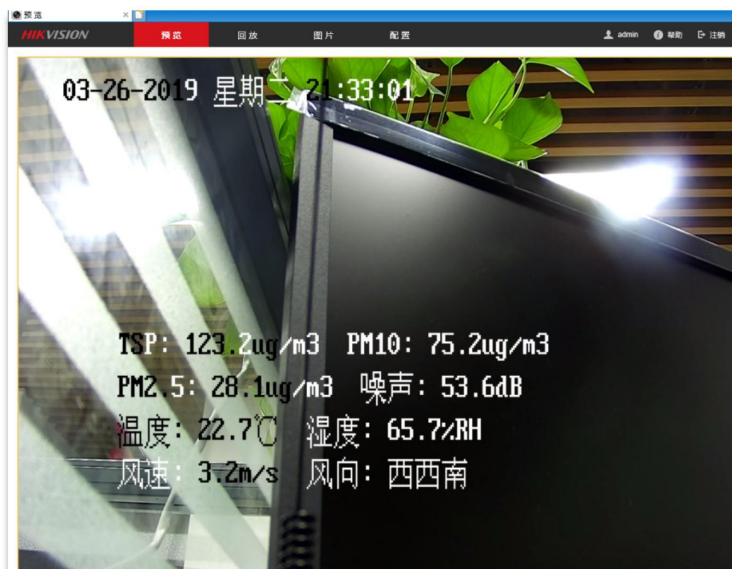 预览
HIKVISION 预览 回放 图片 配置 admin 帮助 注销
03-26-2019 星期二 21:33:01
TSP: 123.2ug/m3 PM10: 75.2ug/m3
PM2.5: 28.1ug/m3 噪声: 53.6dB
温度: 22.7℃ 湿度: 65.7%RH
风速: 3.2m/s 风向: 西西南